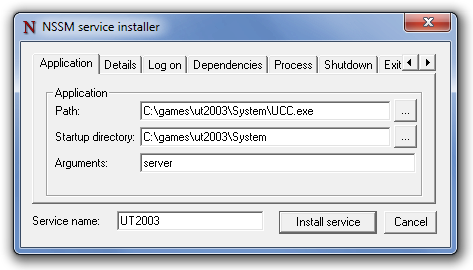 NSSM service installer
Application Details Log on Dependencies Process Shutdown Exit
Application
Path: C:\games\ut2003\System\UCC.exe ...
Startup directory: C:\games\ut2003\System ...
Arguments: server
Service name: UT2003 Install service Cancel